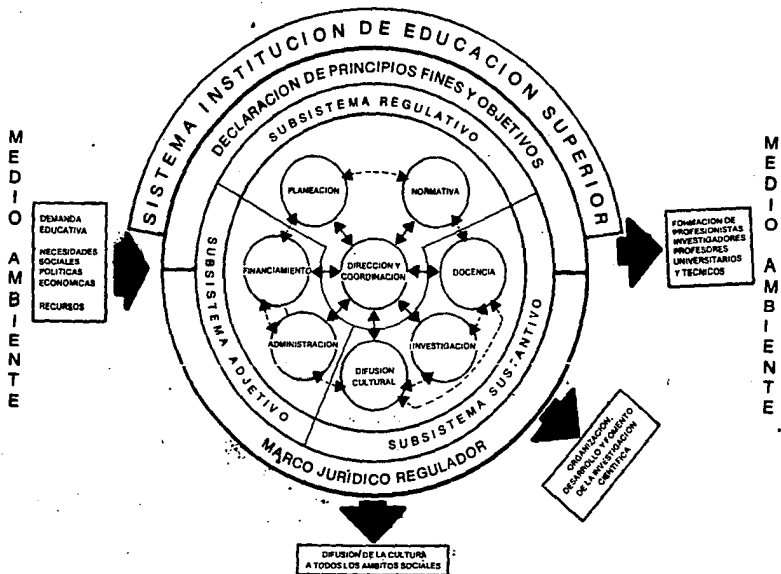 SISTEMA INSTITUCION DE EDUCACION SUPERIOR
DECLARACION DE PRINCIPIOS FINES Y OBJETIVOS
SUBSISTEMA REGULATIVO
MEDIO AMBIENTE
DEMANDA
EDUCATIVA
NECESIDADES
SOCIALES
POLITICAS
ECONOMICAS
RECURSOS
PLANEACION
NORMATIVA
FINANCIAMIENTO
DIRECCION Y
COORDINACION
DOCENCIA
ADMINISTRACION
INVESTIGACION
DIFUSION
CULTURAL
SUBSISTEMA ADJETIVO
SUBSISTEMA SUSTANTIVO
MARCO JURÍDICO REGULADOR
FORMACION DE
PROFESIONISTAS
INVESTIGADORES
PROFESORES
UNIVERSITARIOS
Y TECNICOS
MEDIO AMBIENTE
ORGANIZACIÓN,
DESARROLLO Y FOMENTO
DE LA INVESTIGACION
CIENTIFICA
DIFUSION DE LA CULTURA
A TODOS LOS AMBITOS SOCIALES